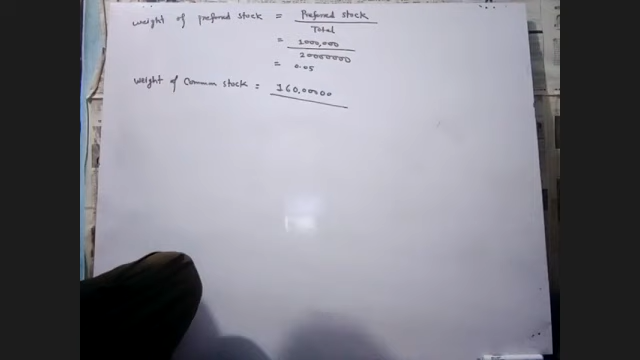 weight of preferred stock = Preferred stock
Total
= 1000,000
20000000
= 0.05
weight of Common stock = 160,00000